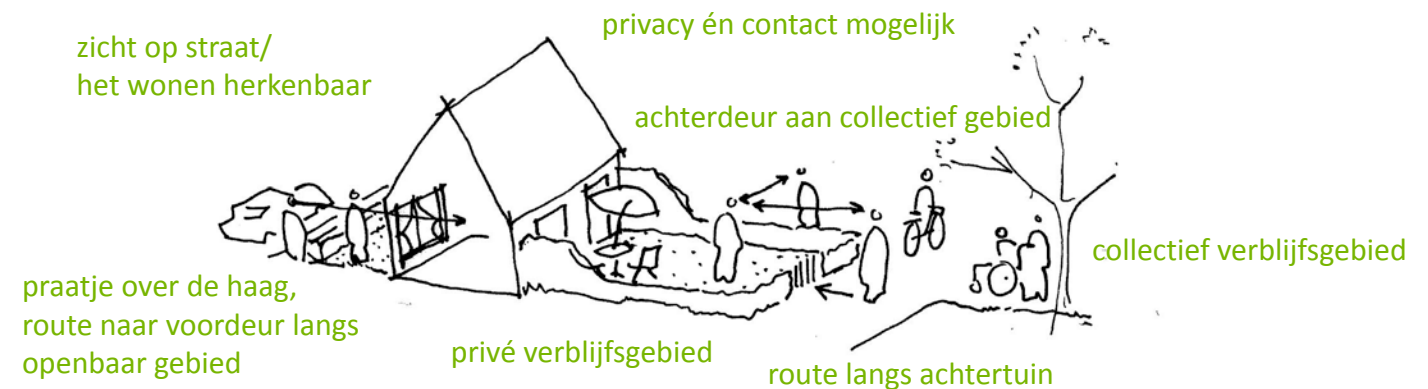 privacy én contact mogelijk
zicht op straat/
het wonen herkenbaar
achterdeur aan collectief gebied
collectief verblijfsgebied
praatje over de haag,
route naar voordeur langs
openbaar gebied
privé verblijfsgebied
route langs achtertuin